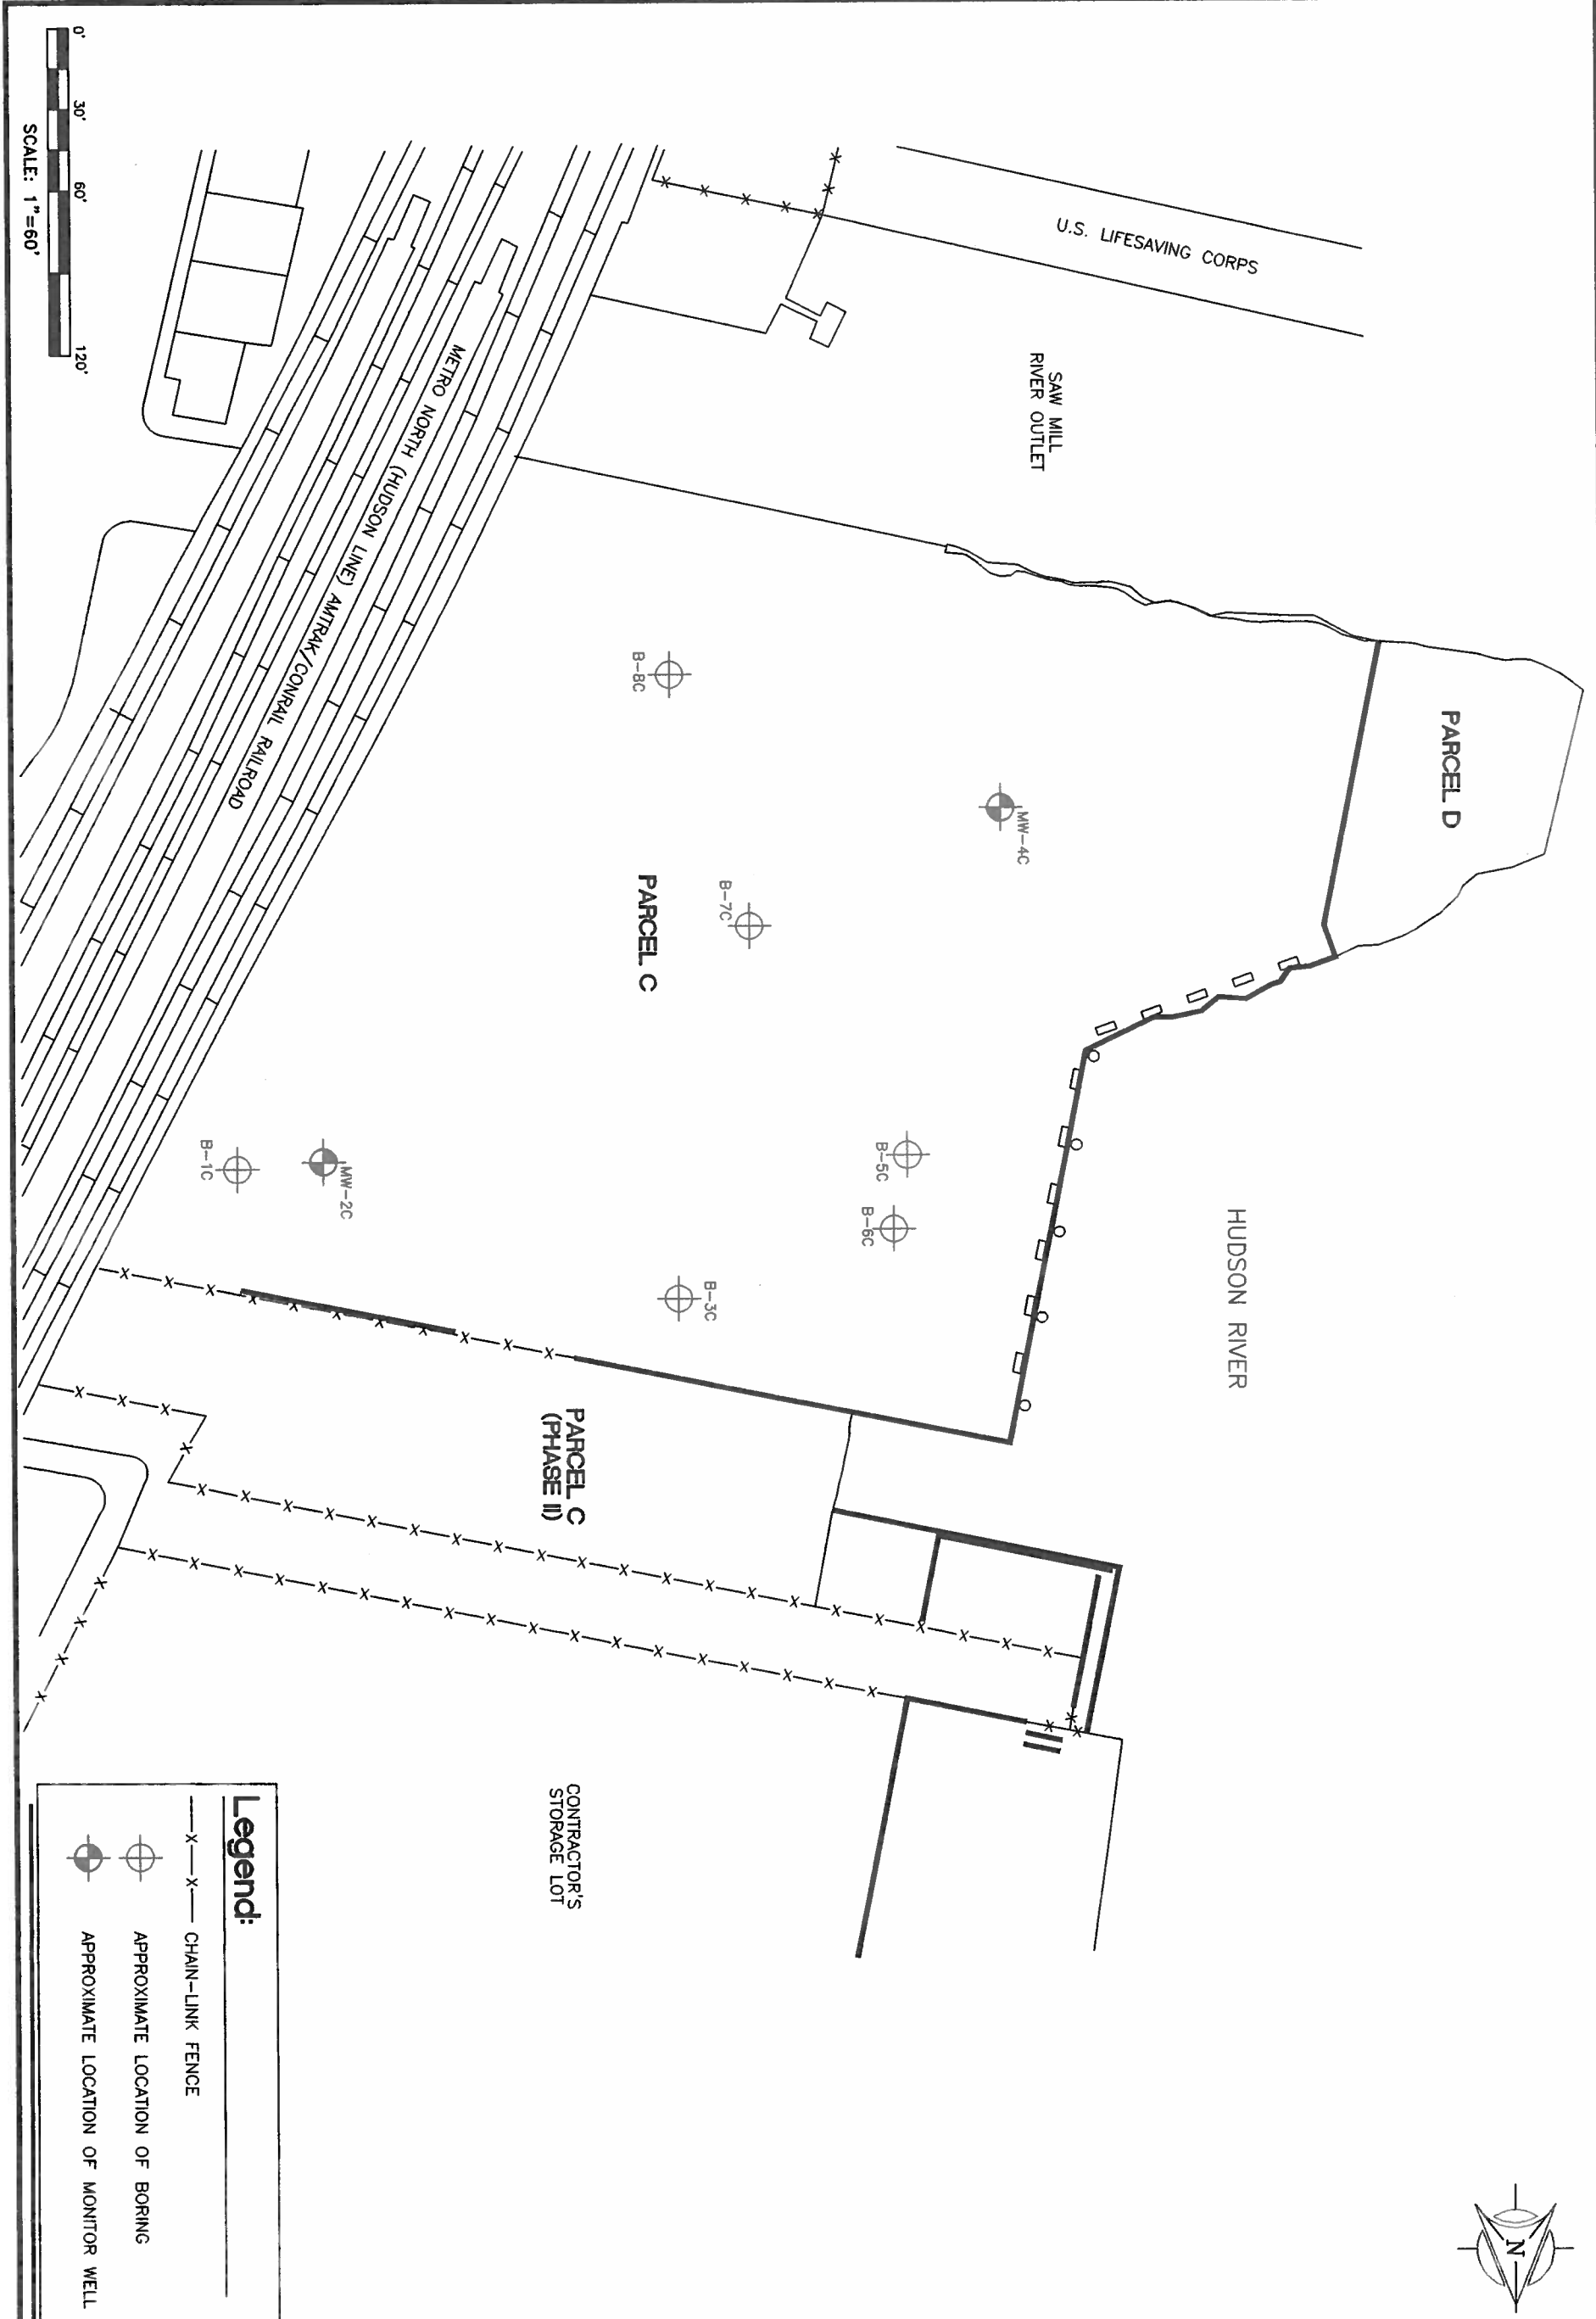 U.S. LIFESAVING CORPS
SAW MILL
RIVER OUTLET
PARCEL D
HUDSON RIVER
MW-4C
B-8C
B-7C
PARCEL C
B-5C
B-6C
B-3C
MW-2C
B-1C
METRO NORTH (HUDSON LINE) AMTRAK/CONRAIL RAILROAD
PARCEL C
(PHASE II)
CONTRACTOR'S
STORAGE LOT
0' 30' 60' 120'
SCALE: 1"=60'
N
Legend:
—X—X— CHAIN-LINK FENCE
APPROXIMATE LOCATION OF BORING
APPROXIMATE LOCATION OF MONITOR WELL